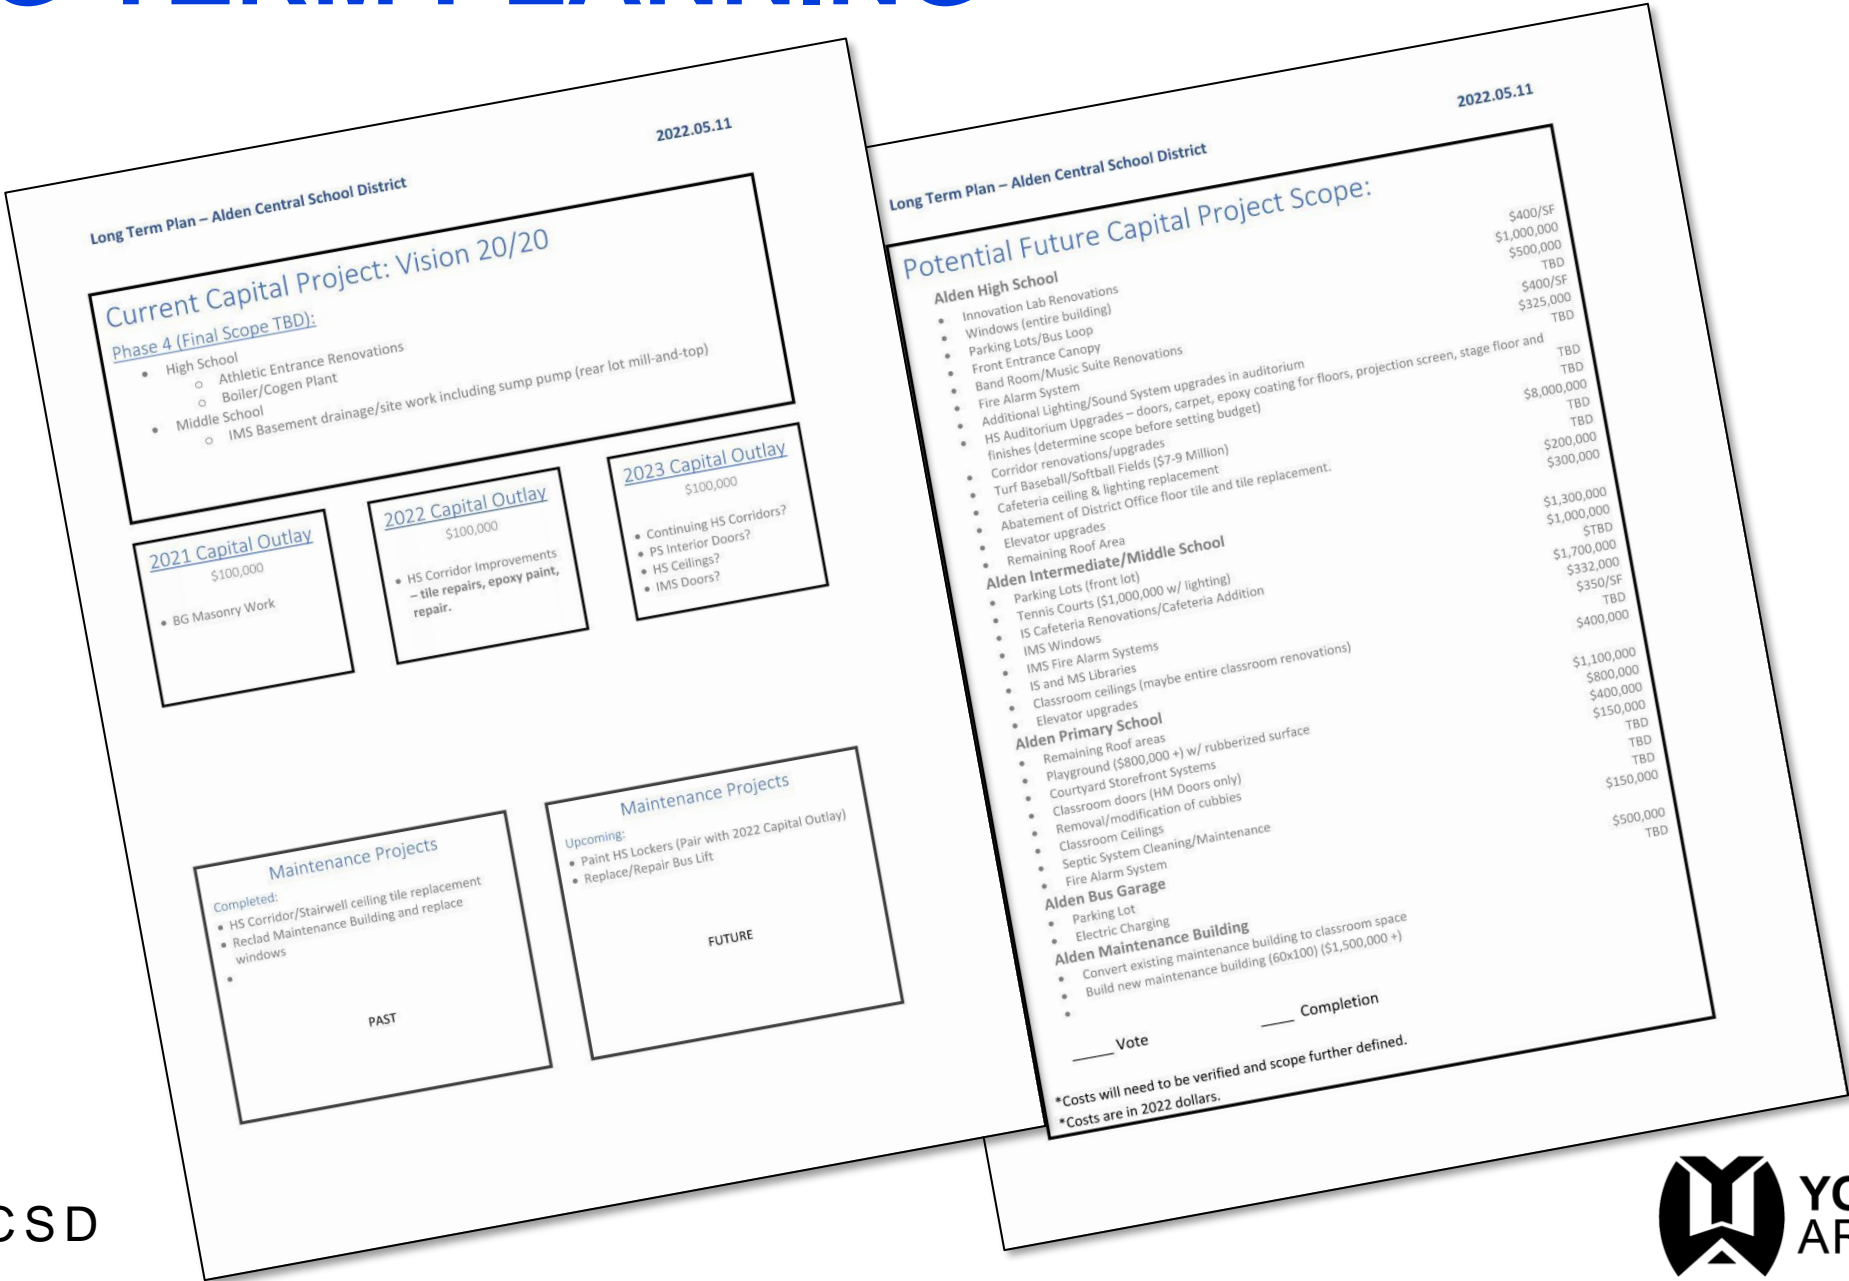 TERM PLANNING
2022.05.11
Long Term Plan – Alden Central School District
Current Capital Project: Vision 20/20
Phase 4 (Final Scope TBD):
• High School
○ Athletic Entrance Renovations
○ Boiler/Cogen Plant
• Middle School
○ IMS Basement drainage/site work including sump pump (rear lot mill-and-top)
2021 Capital Outlay
$100,000
• BG Masonry Work
2022 Capital Outlay
$100,000
• HS Corridor Improvements
– tile repairs, epoxy paint,
repair.
2023 Capital Outlay
$100,000
• Continuing HS Corridors?
• PS Interior Doors?
• HS Ceilings?
• IMS Doors?
Maintenance Projects
Completed:
• HS Corridor/Stairwell ceiling tile replacement
• Reclad Maintenance Building and replace
windows
•
PAST
Maintenance Projects
Upcoming:
• Paint HS Lockers (Pair with 2022 Capital Outlay)
• Replace/Repair Bus Lift
FUTURE
2022.05.11
Long Term Plan – Alden Central School District
Potential Future Capital Project Scope:
Alden High School
• Innovation Lab Renovations $400/SF
• Windows (entire building) $1,000,000
• Parking Lots/Bus Loop $500,000
• Front Entrance Canopy TBD
• Band Room/Music Suite Renovations $400/SF
• Fire Alarm System $325,000
• Additional Lighting/Sound System upgrades in auditorium TBD
• HS Auditorium Upgrades – doors, carpet, epoxy coating for floors, projection screen, stage floor and
finishes (determine scope before setting budget) TBD
• Corridor renovations/upgrades TBD
• Turf Baseball/Softball Fields ($7-9 Million) $8,000,000
• Cafeteria ceiling & lighting replacement TBD
• Abatement of District Office floor tile and tile replacement. TBD
• Elevator upgrades $200,000
• Remaining Roof Area $300,000
Alden Intermediate/Middle School
• Parking Lots (front lot) $1,300,000
• Tennis Courts ($1,000,000 w/ lighting) $1,000,000
• IS Cafeteria Renovations/Cafeteria Addition $TBD
• IMS Windows $1,700,000
• IMS Fire Alarm Systems $332,000
• IS and MS Libraries $350/SF
• Classroom ceilings (maybe entire classroom renovations) TBD
• Elevator upgrades $400,000
Alden Primary School
• Remaining Roof areas $1,100,000
• Playground ($800,000 +) w/ rubberized surface $800,000
• Courtyard Storefront Systems $400,000
• Classroom doors (HM Doors only) $150,000
• Removal/modification of cubbies TBD
• Classroom Ceilings TBD
• Septic System Cleaning/Maintenance TBD
• Fire Alarm System $150,000
Alden Bus Garage
• Parking Lot $500,000
• Electric Charging TBD
Alden Maintenance Building
• Convert existing maintenance building to classroom space
• Build new maintenance building (60x100) ($1,500,000 +)
•
_____ Vote ____ Completion
*Costs will need to be verified and scope further defined.
*Costs are in 2022 dollars.
CSD
YO
AR